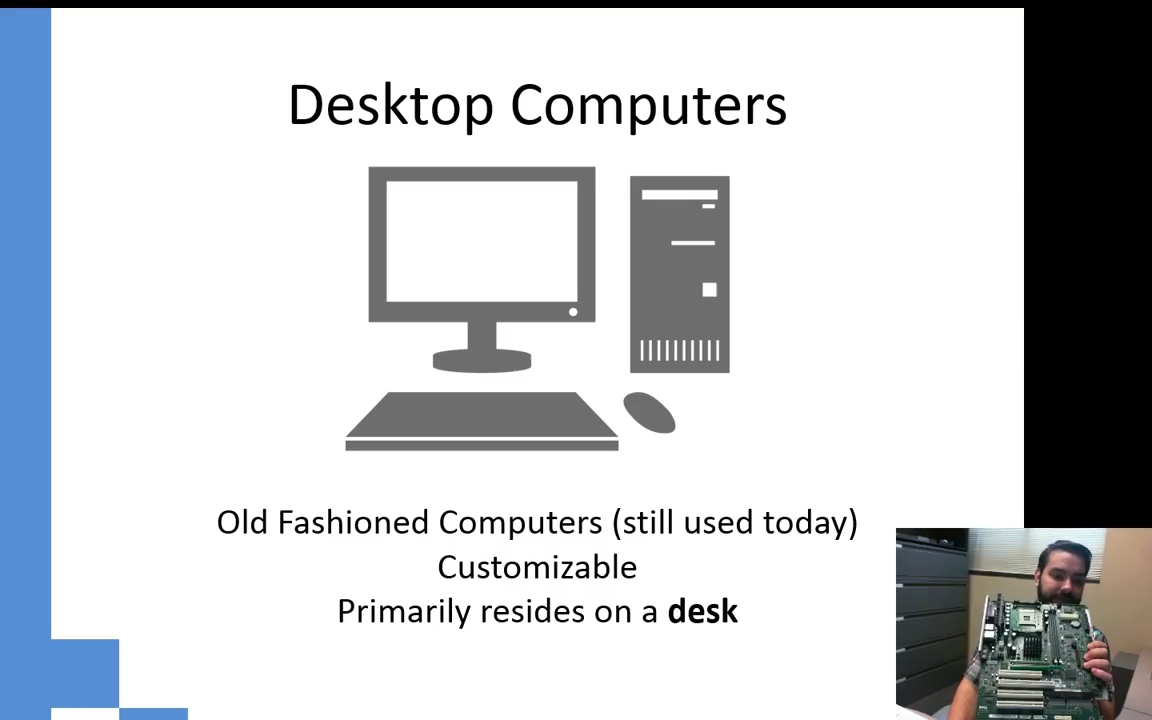 Desktop Computers
Old Fashioned Computers (still used today)
Customizable
Primarily resides on a desk